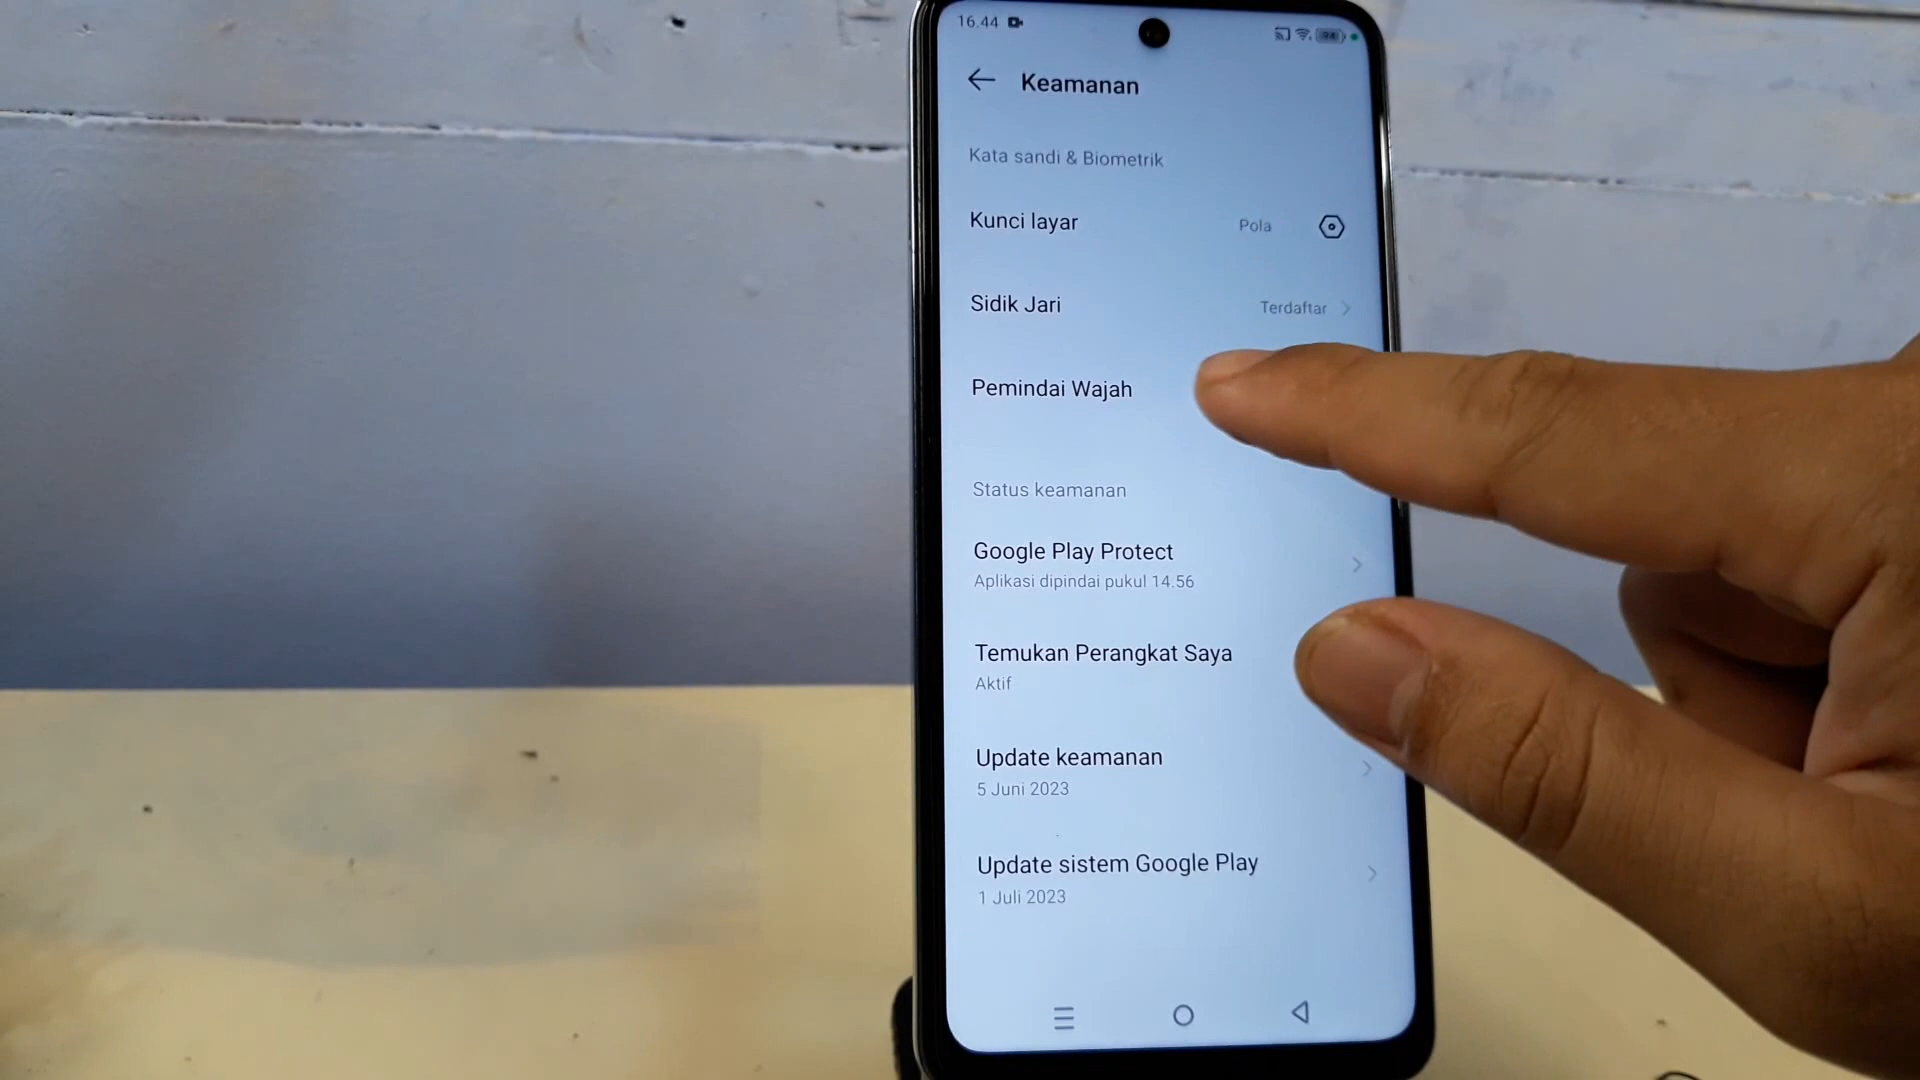 16.44
Keamanan
Kata sandi & Biometrik
Kunci layar Pola
Sidik Jari Terdaftar
Pemindai Wajah
Status keamanan
Google Play Protect
Aplikasi dipindai pukul 14.56
Temukan Perangkat Saya
Aktif
Update keamanan
5 Juni 2023
Update sistem Google Play
1 Juli 2023